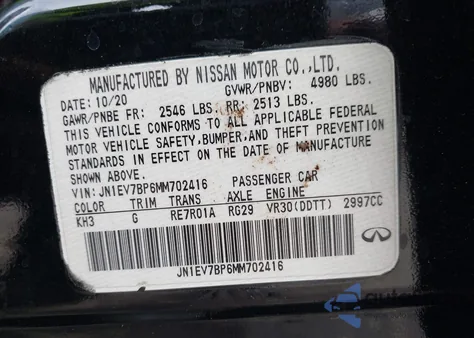 MANUFACTURED BY NISSAN MOTOR CO.,LTD.
DATE: 10/20 GVWR/PNBV: 4980 LBS.
GAWR/PNBE FR: 2546 LBS. RR: 2513 LBS.
THIS VEHICLE CONFORMS TO ALL APPLICABLE FEDERAL
MOTOR VEHICLE SAFETY,BUMPER,AND THEFT PREVENTION
STANDARDS IN EFFECT ON THE DATE OF MANUFACTURE
SHOWN ABOVE.
VIN: JN1EV7BP6MM702416 PASSENGER CAR
COLOR TRIM TRANS AXLE ENGINE
KH3 G RE7R01A RG29 VR30(DDTT) 2997CC
JN1EV7BP6MM702416